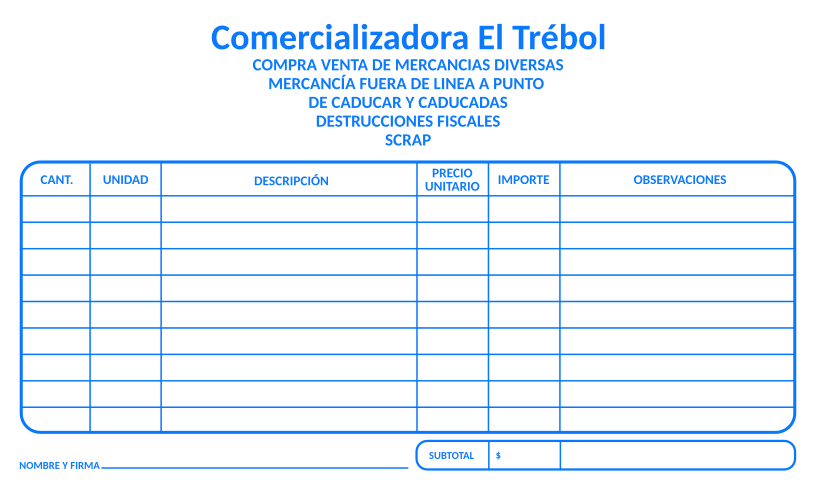 Comercializadora El Trébol
COMPRA VENTA DE MERCANCIAS DIVERSAS
MERCANCÍA FUERA DE LINEA A PUNTO
DE CADUCAR Y CADUCADAS
DESTRUCCIONES FISCALES
SCRAP
CANT. UNIDAD DESCRIPCIÓN PRECIO UNITARIO IMPORTE OBSERVACIONES
SUBTOTAL $
NOMBRE Y FIRMA